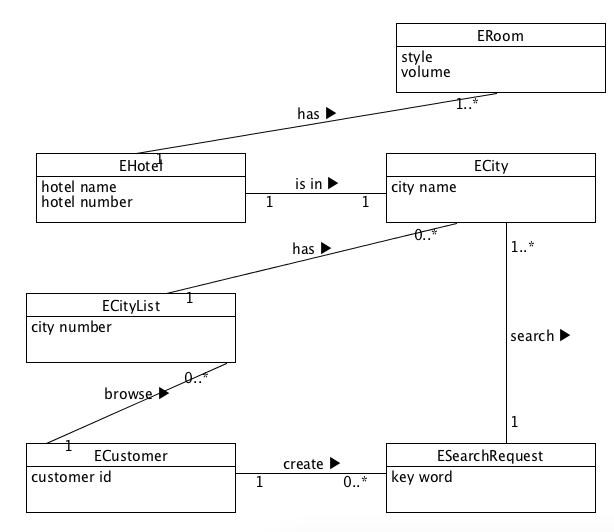 ERoom
style
volume
1..*
has ▶
1
EHotel
hotel name
hotel number
is in ▶
1
1
ECity
city name
0..*
1..*
has ▶
1
ECityList
city number
search ▶
0..*
browse ▶
1
1
ECustomer
customer id
create ▶
1
0..*
ESearchRequest
key word